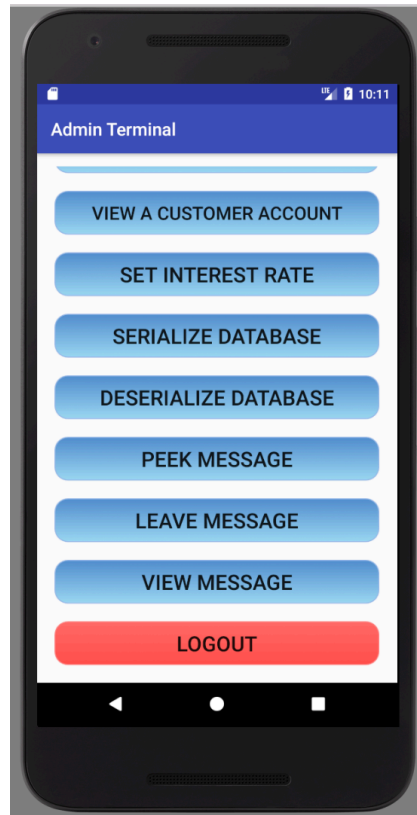 LTE 10:11
Admin Terminal
VIEW A CUSTOMER ACCOUNT
SET INTEREST RATE
SERIALIZE DATABASE
DESERIALIZE DATABASE
PEEK MESSAGE
LEAVE MESSAGE
VIEW MESSAGE
LOGOUT